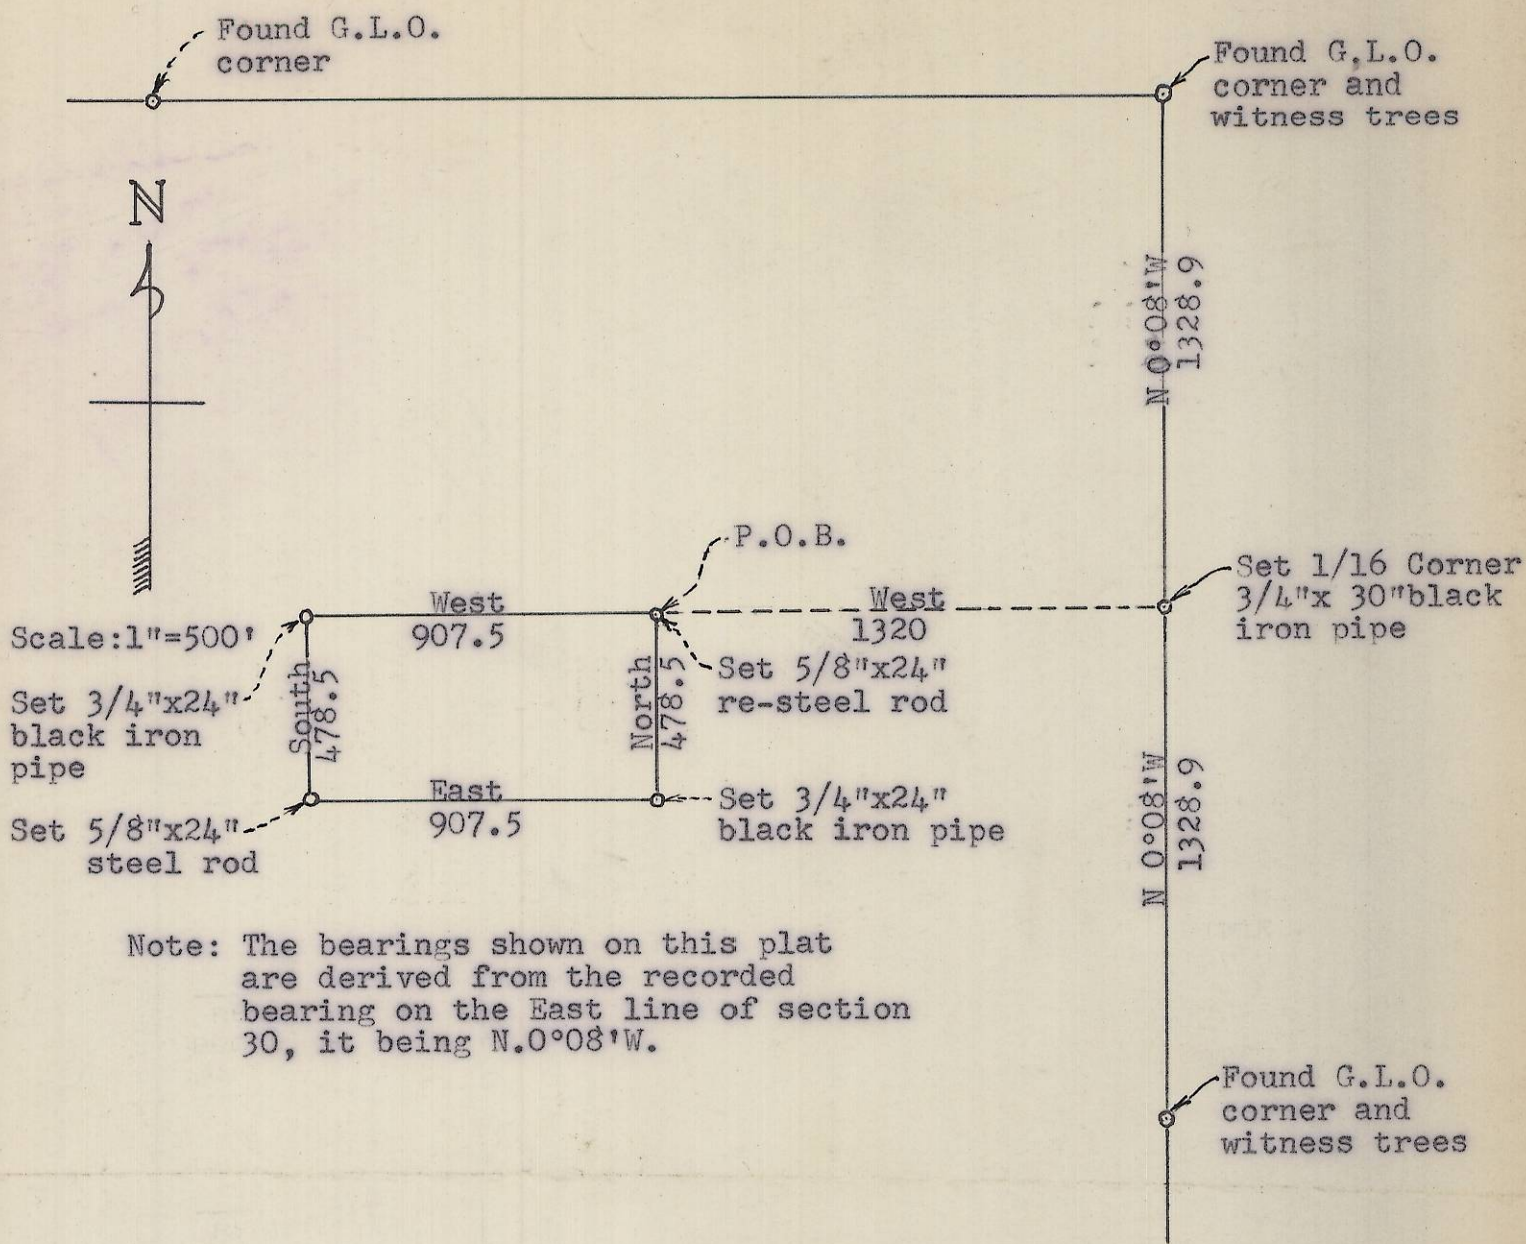 Found G.L.O.
corner
Found G.L.O.
corner and
witness trees
N
N 0°08'W
1328.9
P.O.B.
Set 1/16 Corner
3/4"x 30"black
iron pipe
West
907.5
West
1320
Scale:1"=500'
Set 5/8"x24"
re-steel rod
Set 3/4"x24"
black iron
pipe
South
478.5
North
478.5
East
907.5
Set 3/4"x24"
black iron pipe
Set 5/8"x24"
steel rod
N 0°08'W
1328.9
Note: The bearings shown on this plat
are derived from the recorded
bearing on the East line of section
30, it being N.0°08'W.
Found G.L.O.
corner and
witness trees